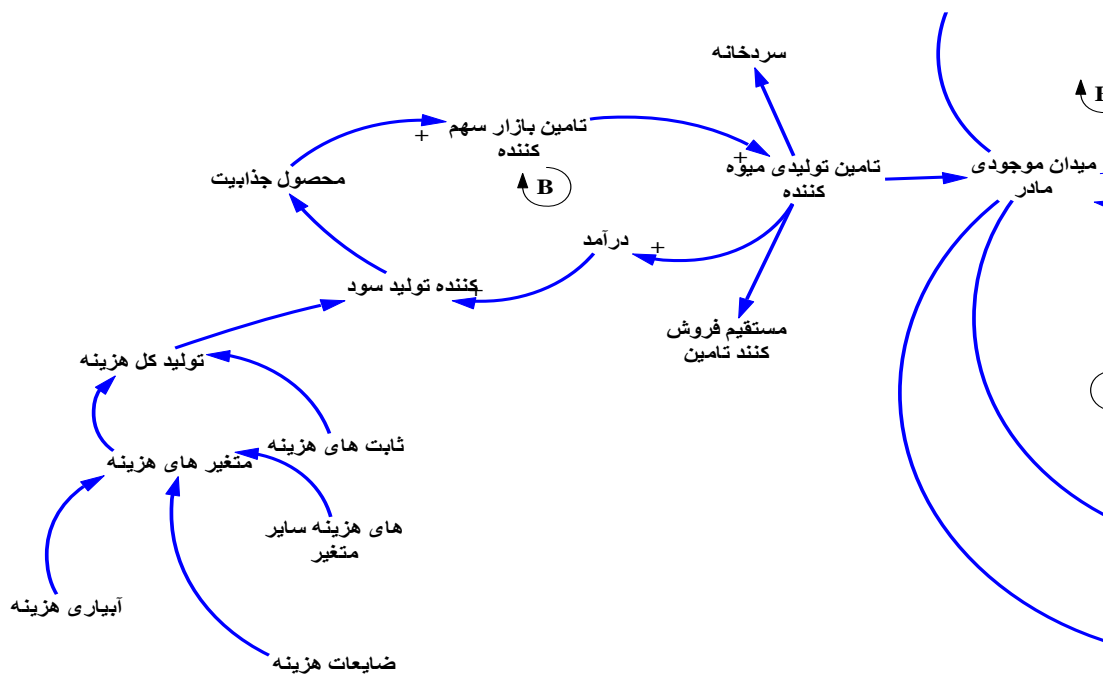 سردخانه
تامین بازار سهم
کننده
+
+
B
محصول جذابیت
تامین تولیدی میوه
کننده
میدان موجودی
مادر
درآمد
+
کننده تولید سود
+
مستقیم فروش
کنند تامین
تولید کل هزینه
ثابت های هزینه
متغیر های هزینه
های هزینه سایر
متغیر
آبیاری هزینه
ضایعات هزینه